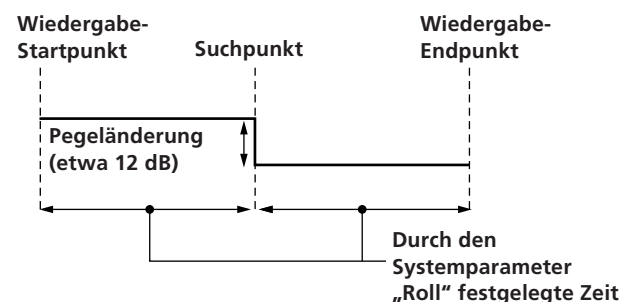 Wiedergabe-
Startpunkt
Suchpunkt
Wiedergabe-
Endpunkt
Pegeländerung
(etwa 12 dB)
Durch den
Systemparameter
„Roll“ festgelegte Zeit